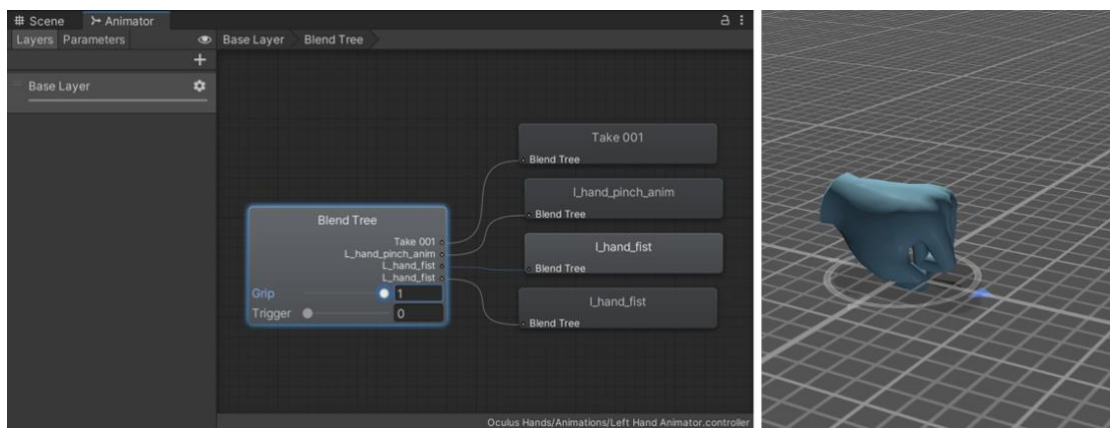 Scene Animator
Layers Parameters
Base Layer Blend Tree
Base Layer
Take 001
Blend Tree
l_hand_pinch_anim
Blend Tree
Blend Tree
Take 001
L_hand_pinch_anim
L_hand_fist
L_hand_fist
Grip 1
Trigger 0
l_hand_fist
Blend Tree
l_hand_fist
Blend Tree
Oculus Hands/Animations/Left Hand Animator.controller